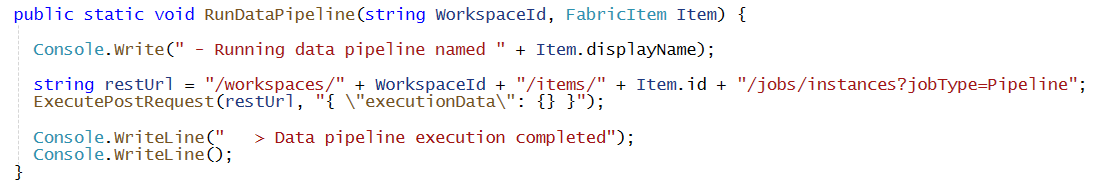 public static void RunDataPipeline(string WorkspaceId, FabricItem Item) {
Console.Write(" - Running data pipeline named " + Item.displayName);
string restUrl = "/workspaces/" + WorkspaceId + "/items/" + Item.id + "/jobs/instances?jobType=Pipeline";
ExecutePostRequest(restUrl, "{ \"executionData\": {} }");
Console.WriteLine("   > Data pipeline execution completed");
Console.WriteLine();
}